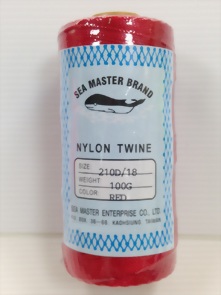 SEA MASTER BRAND
NYLON TWINE
SIZE 210D/18
WEIGHT 100G
COLOR RED
SEA MASTER ENTERPRISE CO., LTD.
KAOHSIUNG TAIWAN